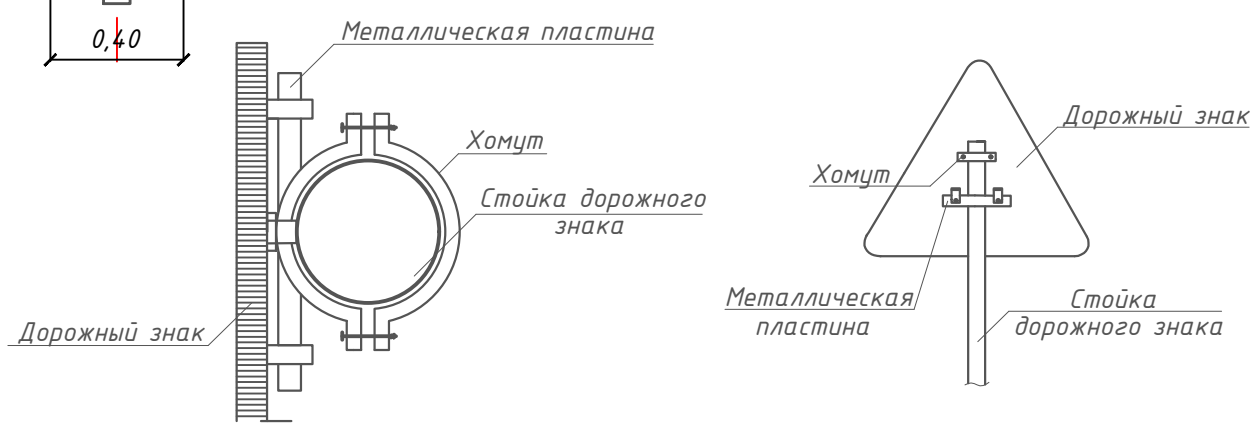 0,40
Металлическая пластина
Хомут
Стойка дорожного
знака
Дорожный знак
Дорожный знак
Хомут
Металлическая
пластина
Стойка
дорожного знака